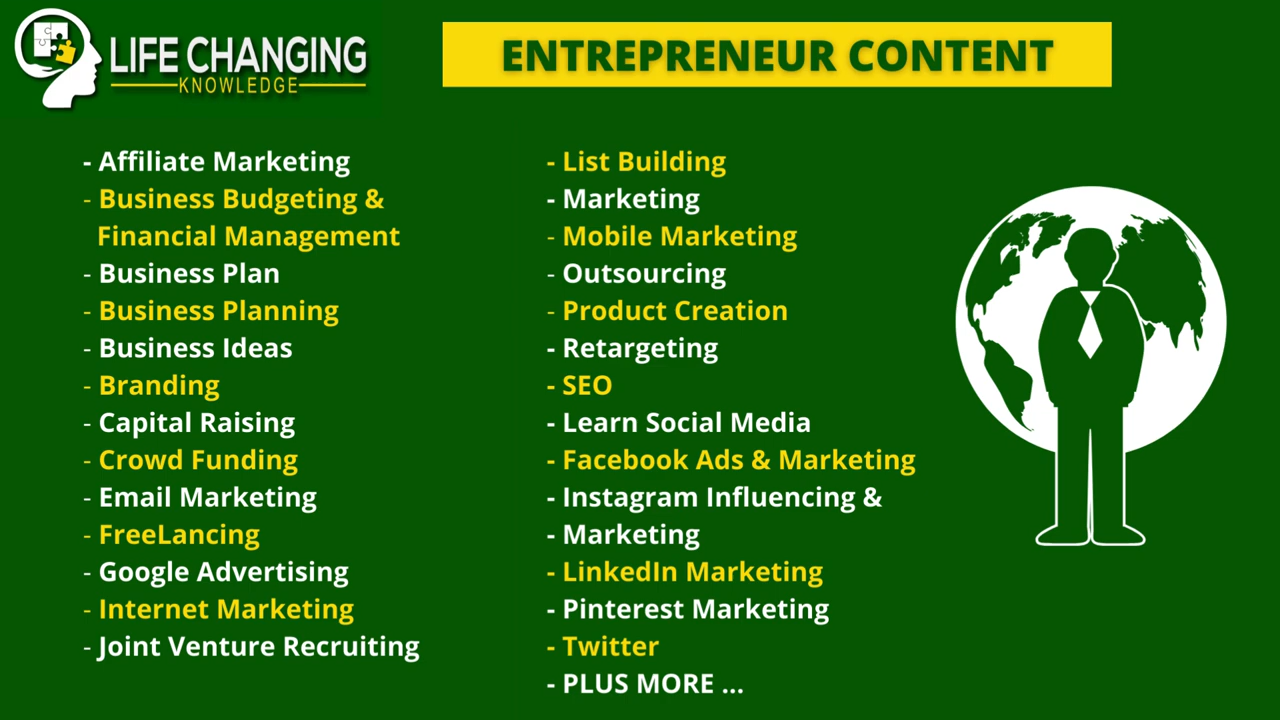 LIFE CHANGING
KNOWLEDGE
ENTREPRENEUR CONTENT
- Affiliate Marketing
- Business Budgeting &
Financial Management
- Business Plan
- Business Planning
- Business Ideas
- Branding
- Capital Raising
- Crowd Funding
- Email Marketing
- FreeLancing
- Google Advertising
- Internet Marketing
- Joint Venture Recruiting
- List Building
- Marketing
- Mobile Marketing
- Outsourcing
- Product Creation
- Retargeting
- SEO
- Learn Social Media
- Facebook Ads & Marketing
- Instagram Influencing &
- Marketing
- LinkedIn Marketing
- Pinterest Marketing
- Twitter
- PLUS MORE ...